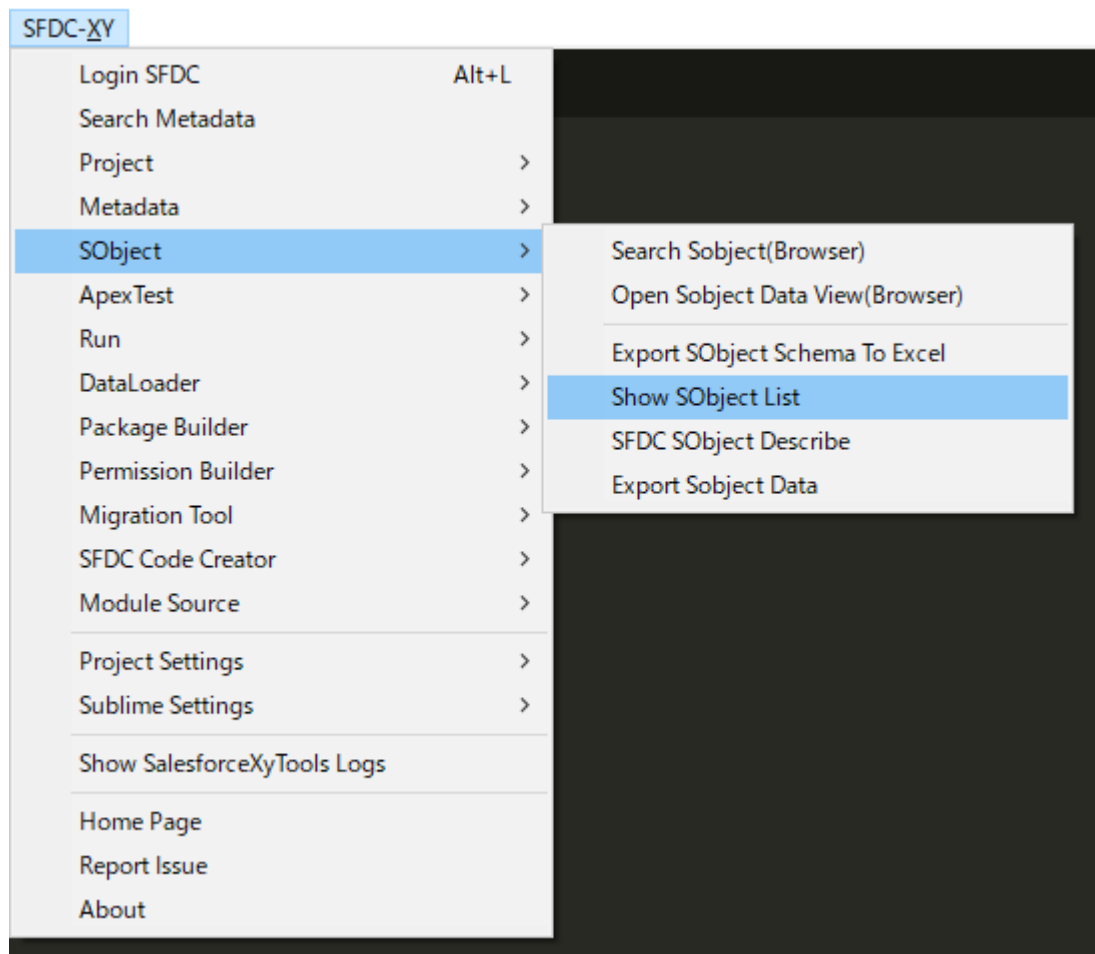 SFDC-XY
Login SFDC Alt+L
Search Metadata
Project
Metadata
SObject
ApexTest
Run
DataLoader
Package Builder
Permission Builder
Migration Tool
SFDC Code Creator
Module Source
Project Settings
Sublime Settings
Show SalesforceXyTools Logs
Home Page
Report Issue
About
Search Sobject(Browser)
Open Sobject Data View(Browser)
Export SObject Schema To Excel
Show SObject List
SFDC SObject Describe
Export Sobject Data